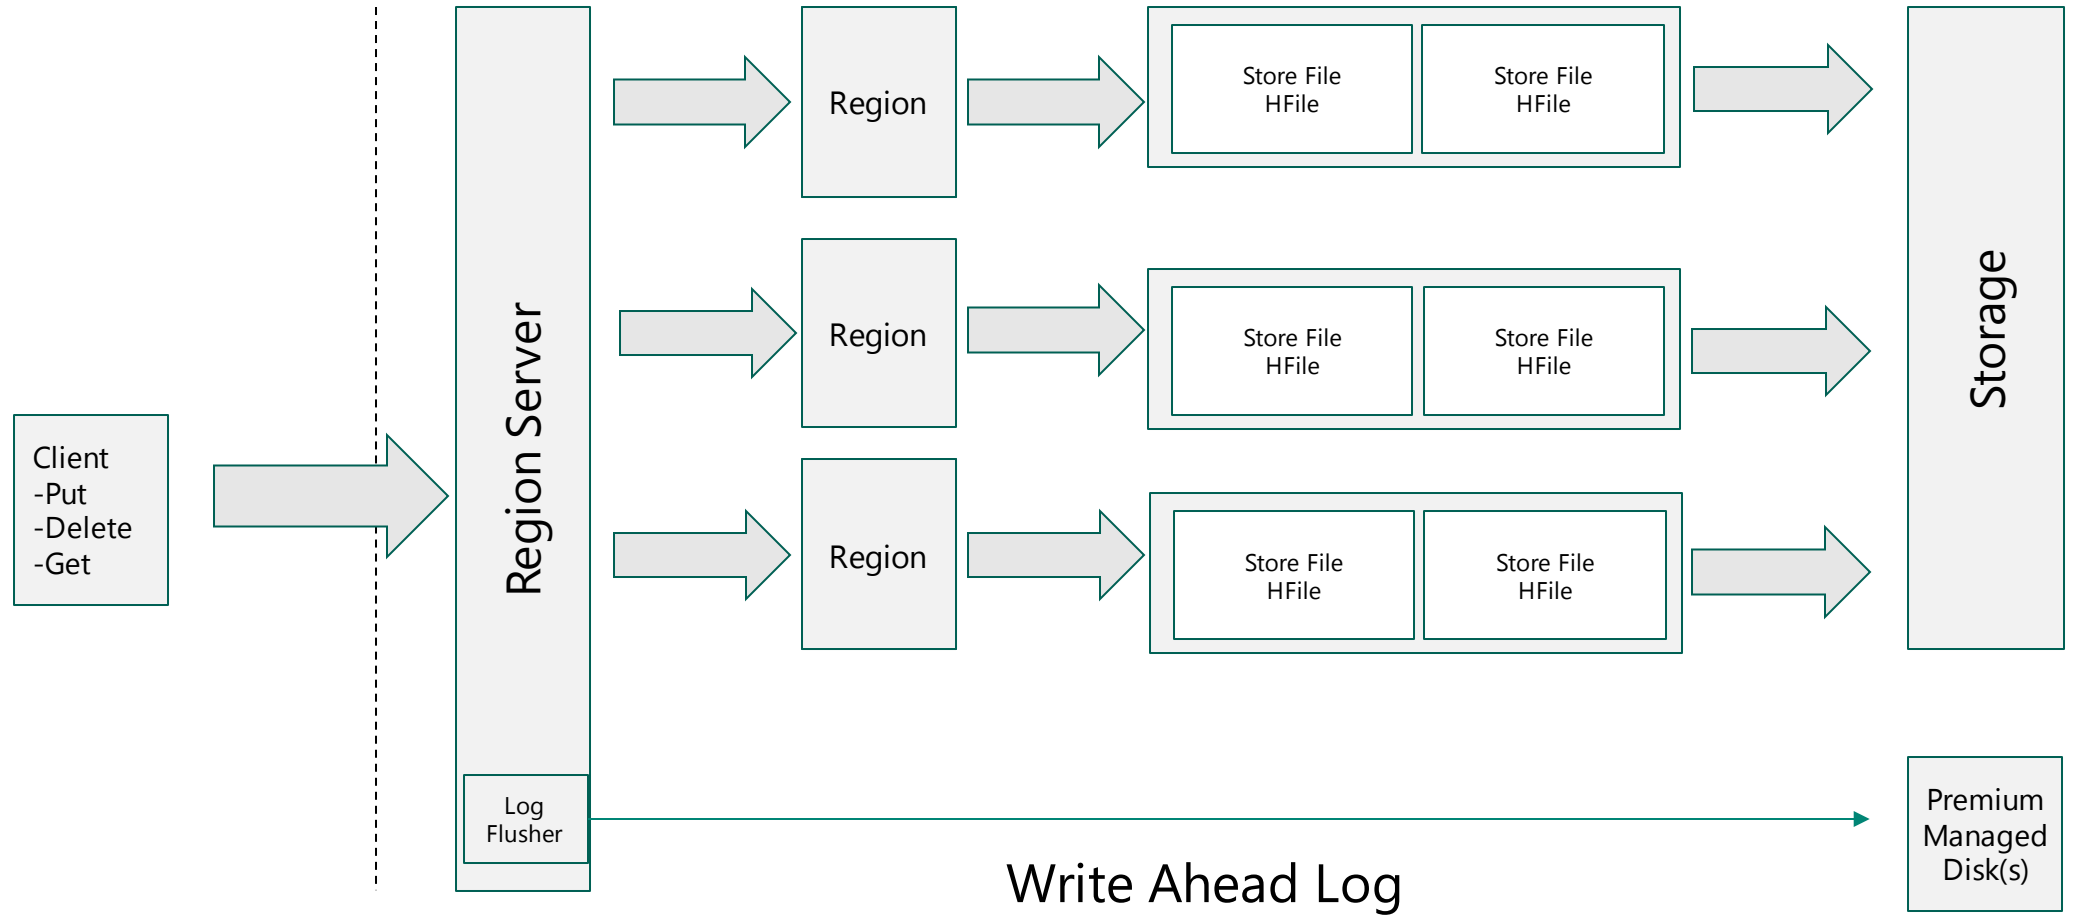 Client
-Put
-Delete
-Get
Region Server
Log
Flusher
Region
Store File
HFile
Store File
HFile
Region
Store File
HFile
Store File
HFile
Region
Store File
HFile
Store File
HFile
Storage
Write Ahead Log
Premium
Managed
Disk(s)